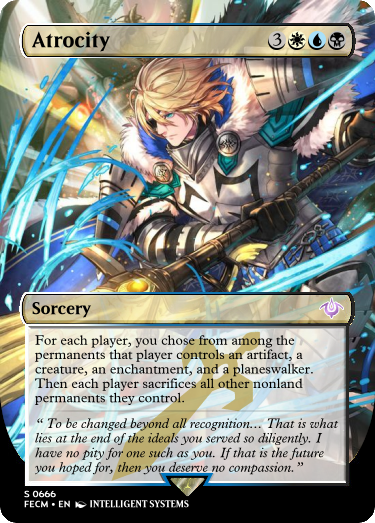 Atrocity 3
Sorcery
For each player, you chose from among the
permanents that player controls an artifact, a
creature, an enchantment, and a planeswalker.
Then each player sacrifices all other nonland
permanents they control.
“ To be changed beyond all recognition... That is what
lies at the end of the ideals you served so diligently. I
have no pity for one such as you. If that is the future
you hoped for, then you deserve no compassion.”
S 0666
FECM • EN INTELLIGENT SYSTEMS